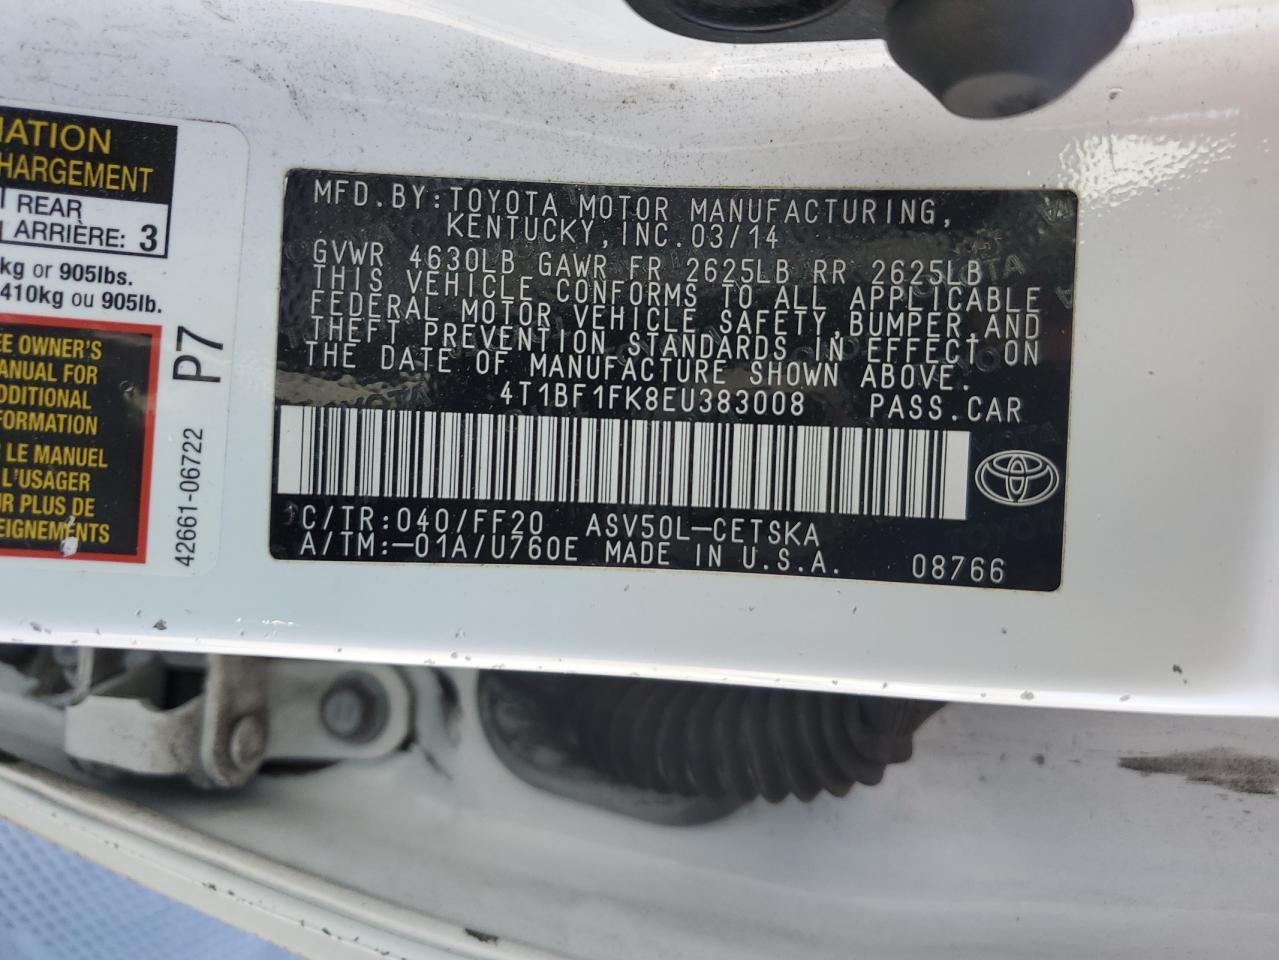 IATION
HARGEMENT
REAR
ARRIÈRE: 3
kg or 905lbs.
410kg ou 905lb.
EE OWNER'S
ANUAL FOR
DDITIONAL
FORMATION
LE MANUEL
L'USAGER
UR PLUS DE
EIGNEMENTS
P7
42661-06722
MFD.BY:TOYOTA MOTOR MANUFACTURING,
KENTUCKY,INC.03/14
GVWR 4630LB GAWR FR 2625LB RR 2625LB
THIS VEHICLE CONFORMS TO ALL APPLICABLE
FEDERAL MOTOR VEHICLE SAFETY,BUMPER,AND
THEFT PREVENTION STANDARDS IN EFFECT ON
THE DATE OF MANUFACTURE SHOWN ABOVE.
4T1BF1FK8EU383008 PASS.CAR
C/TR:040/FF20 ASV50L-CETSKA
A/TM:-01A/U760E MADE IN U.S.A. 08766